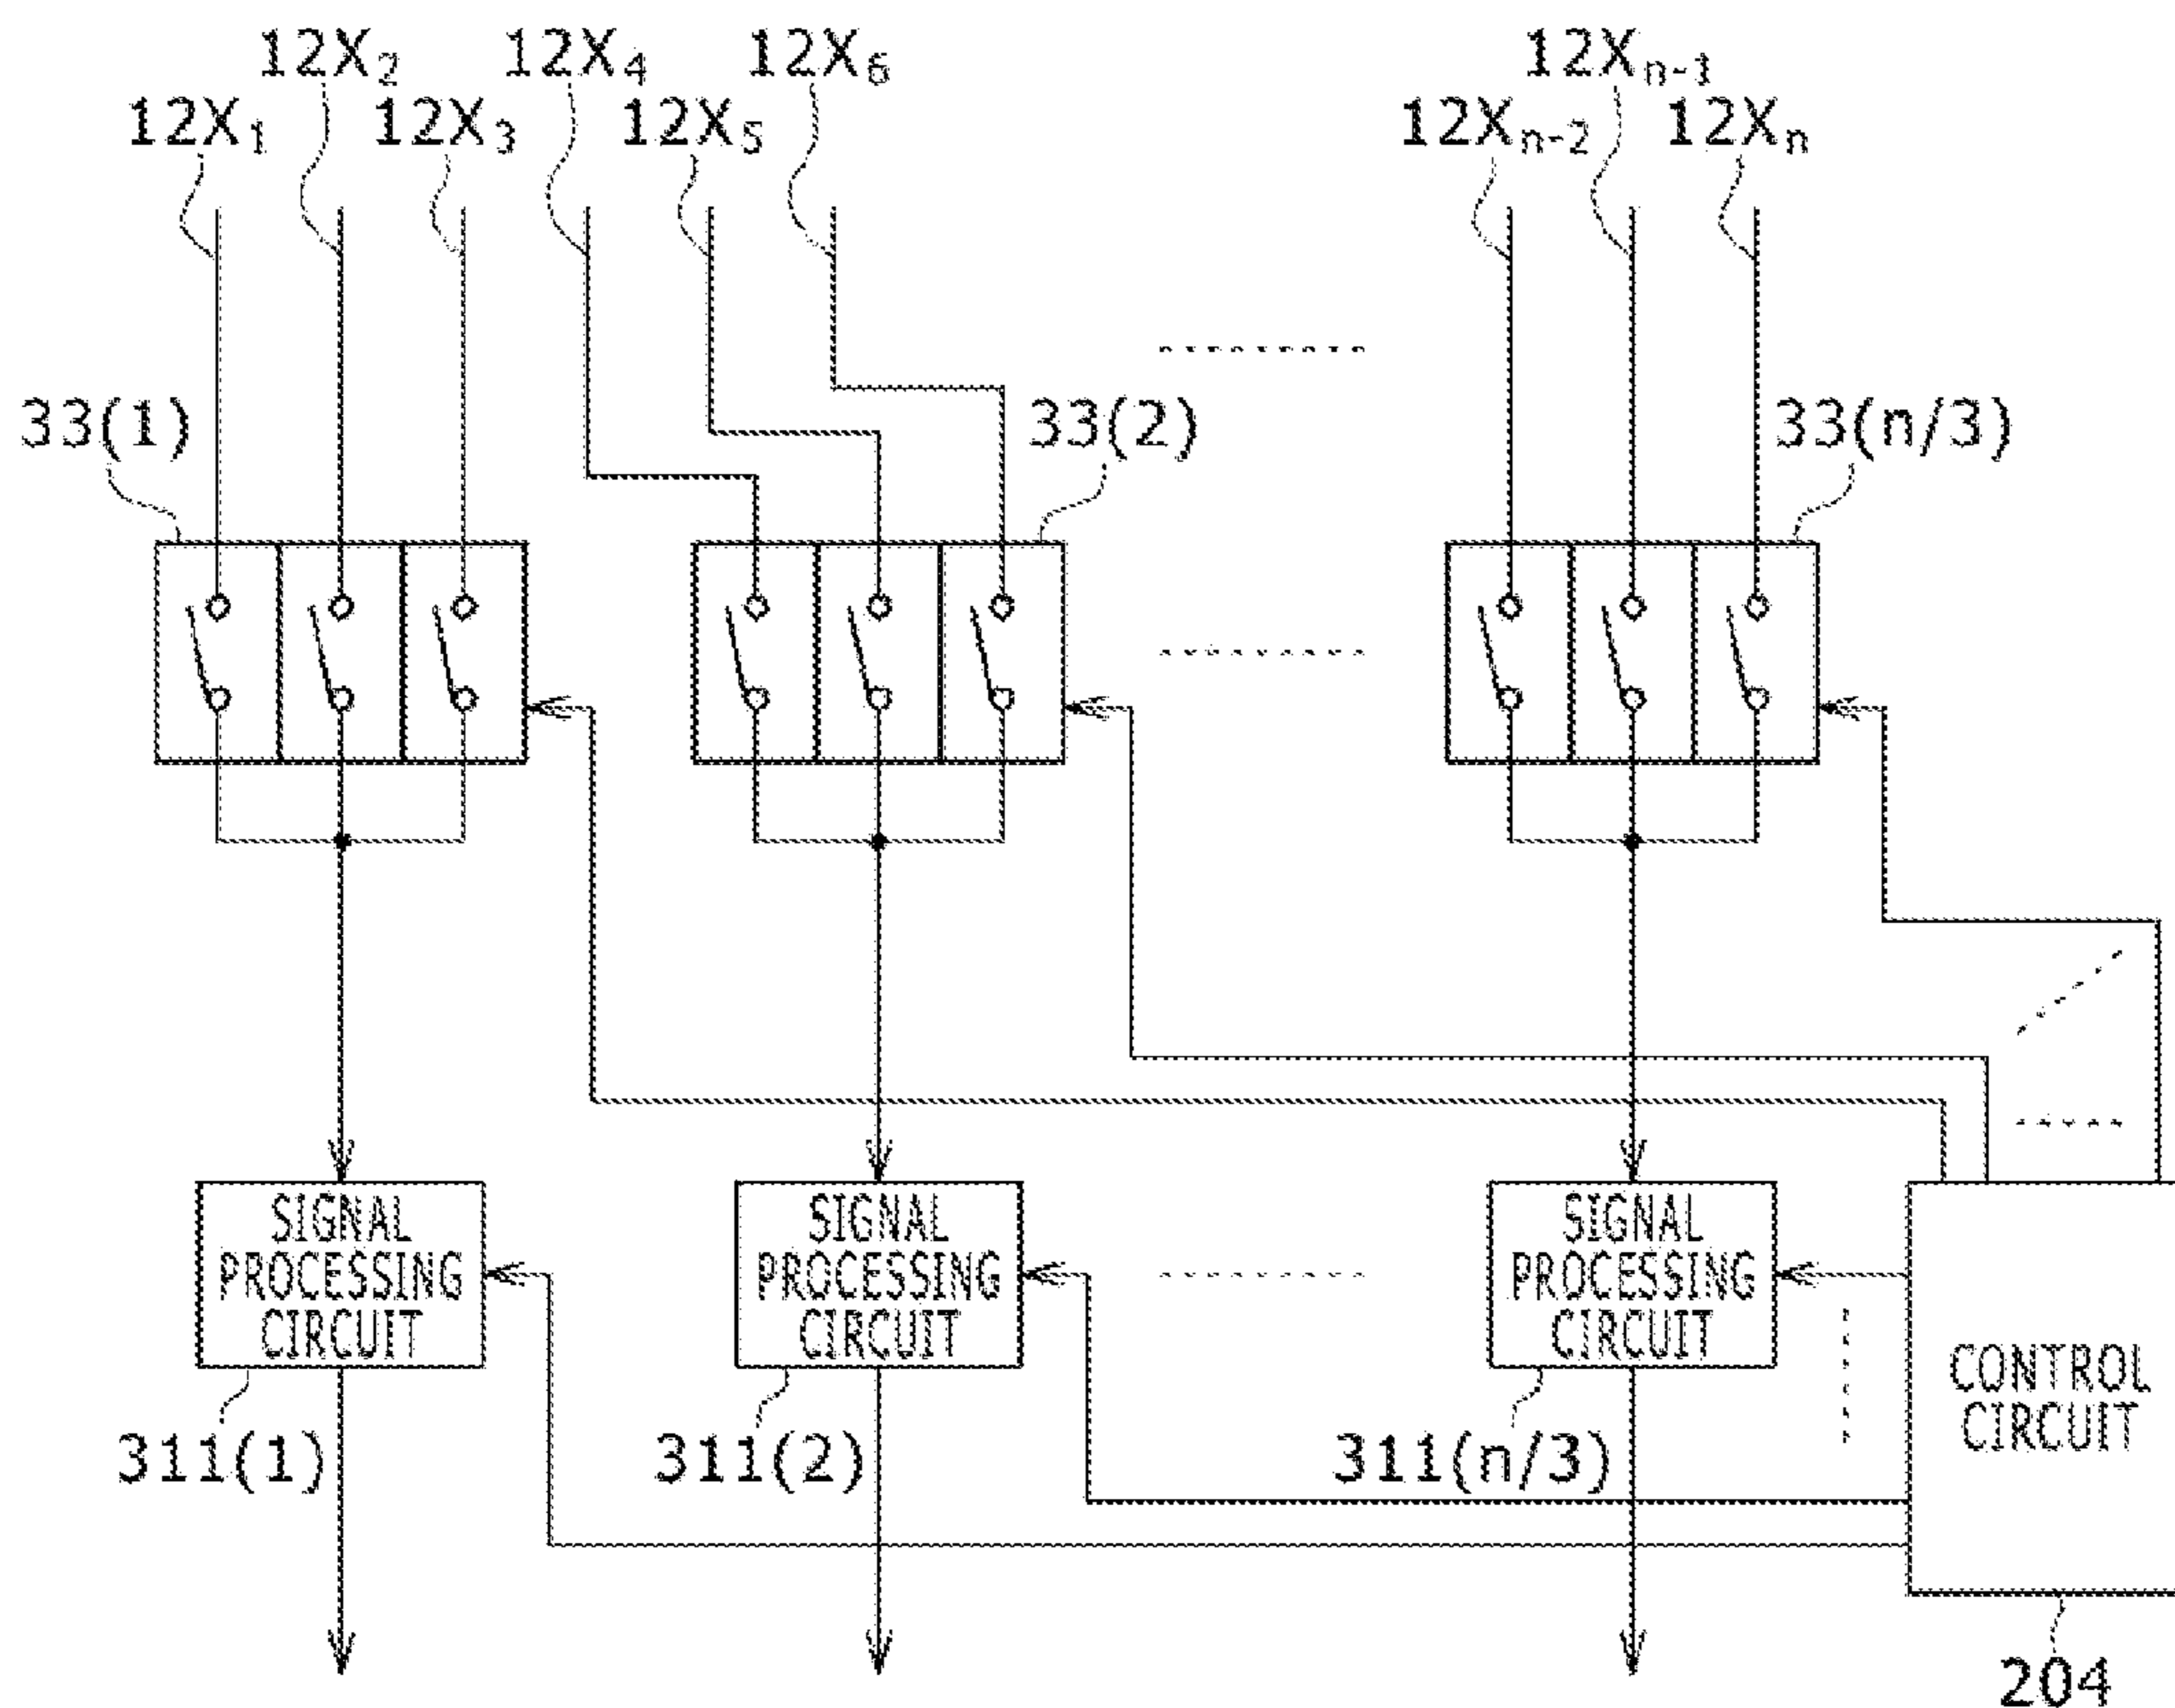 12X₂ 12X₄ 12X₆ 12Xₙ₋₁
12X₁ 12X₃ 12X₅ 12Xₙ₋₂ 12Xₙ
33(1) 33(2) 33(n/3)
SIGNAL
PROCESSING
CIRCUIT
SIGNAL
PROCESSING
CIRCUIT
SIGNAL
PROCESSING
CIRCUIT
CONTROL
CIRCUIT
311(1) 311(2) 311(n/3)
204